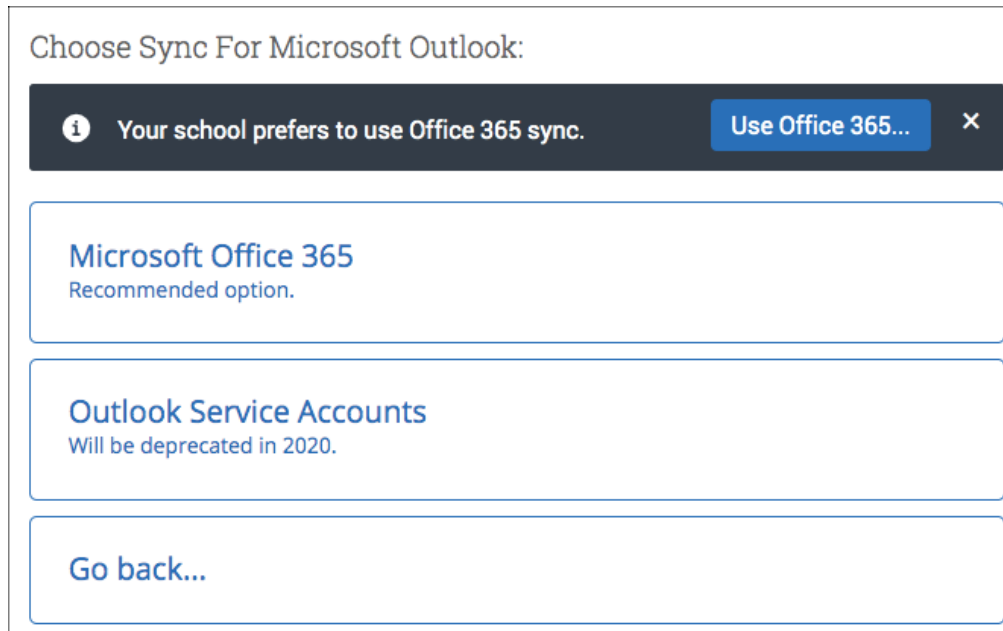 Choose Sync For Microsoft Outlook:
Your school prefers to use Office 365 sync.
Use Office 365...
Microsoft Office 365
Recommended option.
Outlook Service Accounts
Will be deprecated in 2020.
Go back...